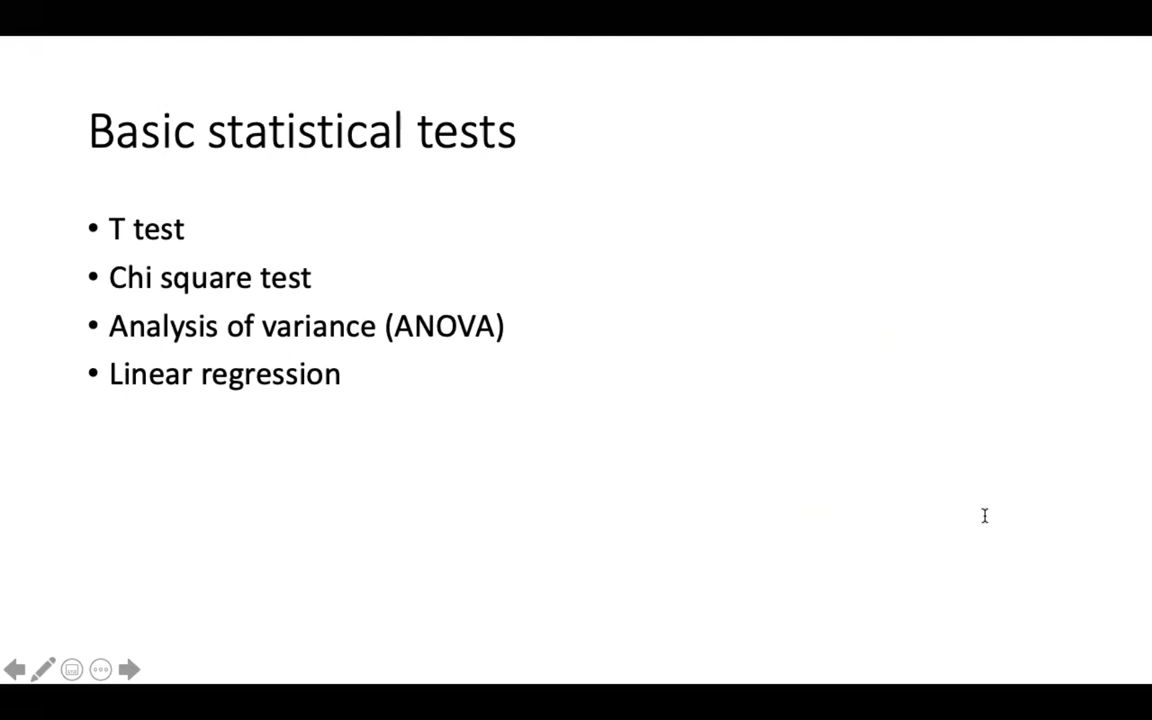 Basic statistical tests
• T test
• Chi square test
• Analysis of variance (ANOVA)
• Linear regression